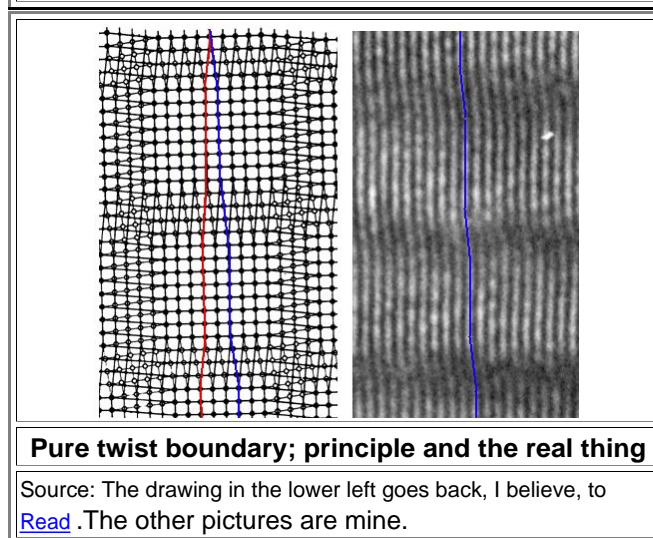 Pure twist boundary; principle and the real thing
Source: The drawing in the lower left goes back, I believe, to
Read .The other pictures are mine.